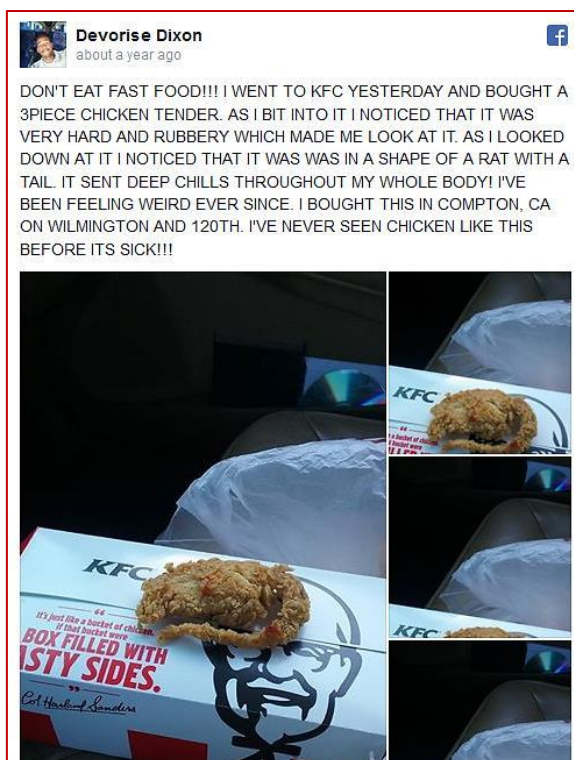 Devorise Dixon
about a year ago
DON'T EAT FAST FOOD!!! I WENT TO KFC YESTERDAY AND BOUGHT A
3PIECE CHICKEN TENDER. AS I BIT INTO IT I NOTICED THAT IT WAS
VERY HARD AND RUBBERY WHICH MADE ME LOOK AT IT. AS I LOOKED
DOWN AT IT I NOTICED THAT IT WAS WAS IN A SHAPE OF A RAT WITH A
TAIL. IT SENT DEEP CHILLS THROUGHOUT MY WHOLE BODY! I'VE
BEEN FEELING WEIRD EVER SINCE. I BOUGHT THIS IN COMPTON, CA
ON WILMINGTON AND 120TH. I'VE NEVER SEEN CHICKEN LIKE THIS
BEFORE ITS SICK!!!
KFC
“
It's just like a bucket of chicken,
if that bucket were
BOX FILLED WITH
ASTY SIDES.
”
Col Harland Sanders
KFC
KFC